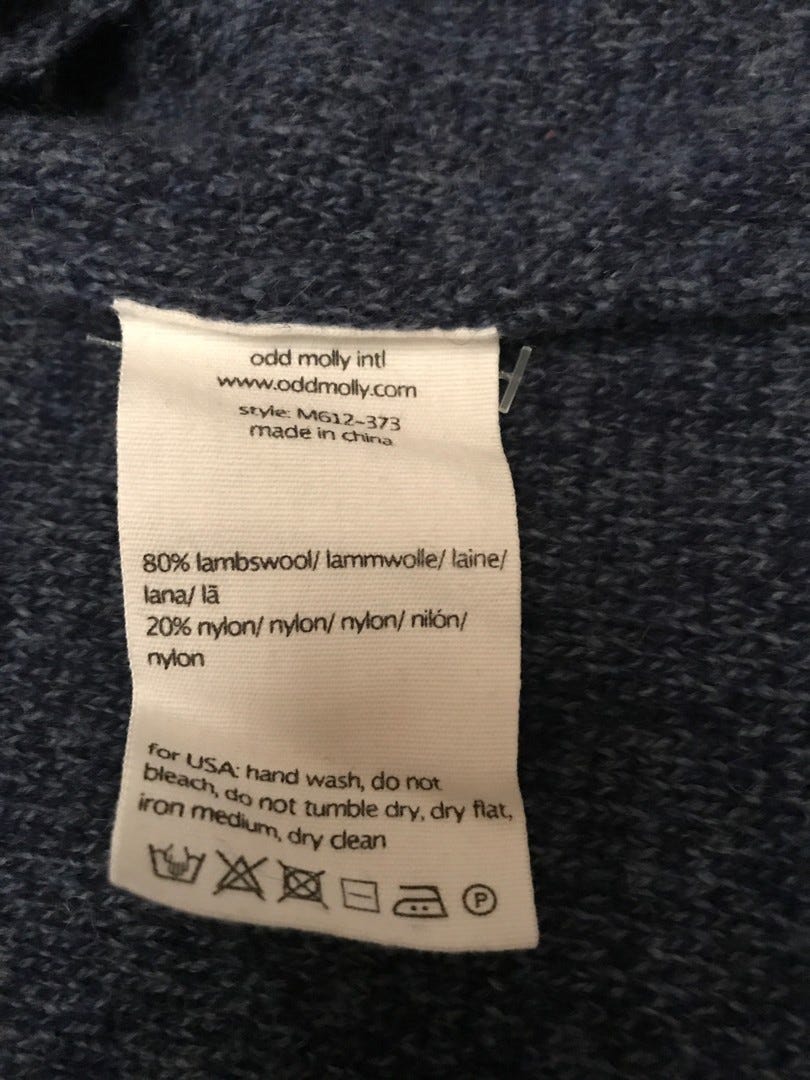 odd molly intl
www.oddmolly.com
style: M612-373
made in china
80% lambswool/ lammwolle/ laine/
lana/ lã
20% nylon/ nylon/ nylon/ nilón/
nylon
for USA: hand wash, do not
bleach, do not tumble dry, dry flat,
iron medium, dry clean
P